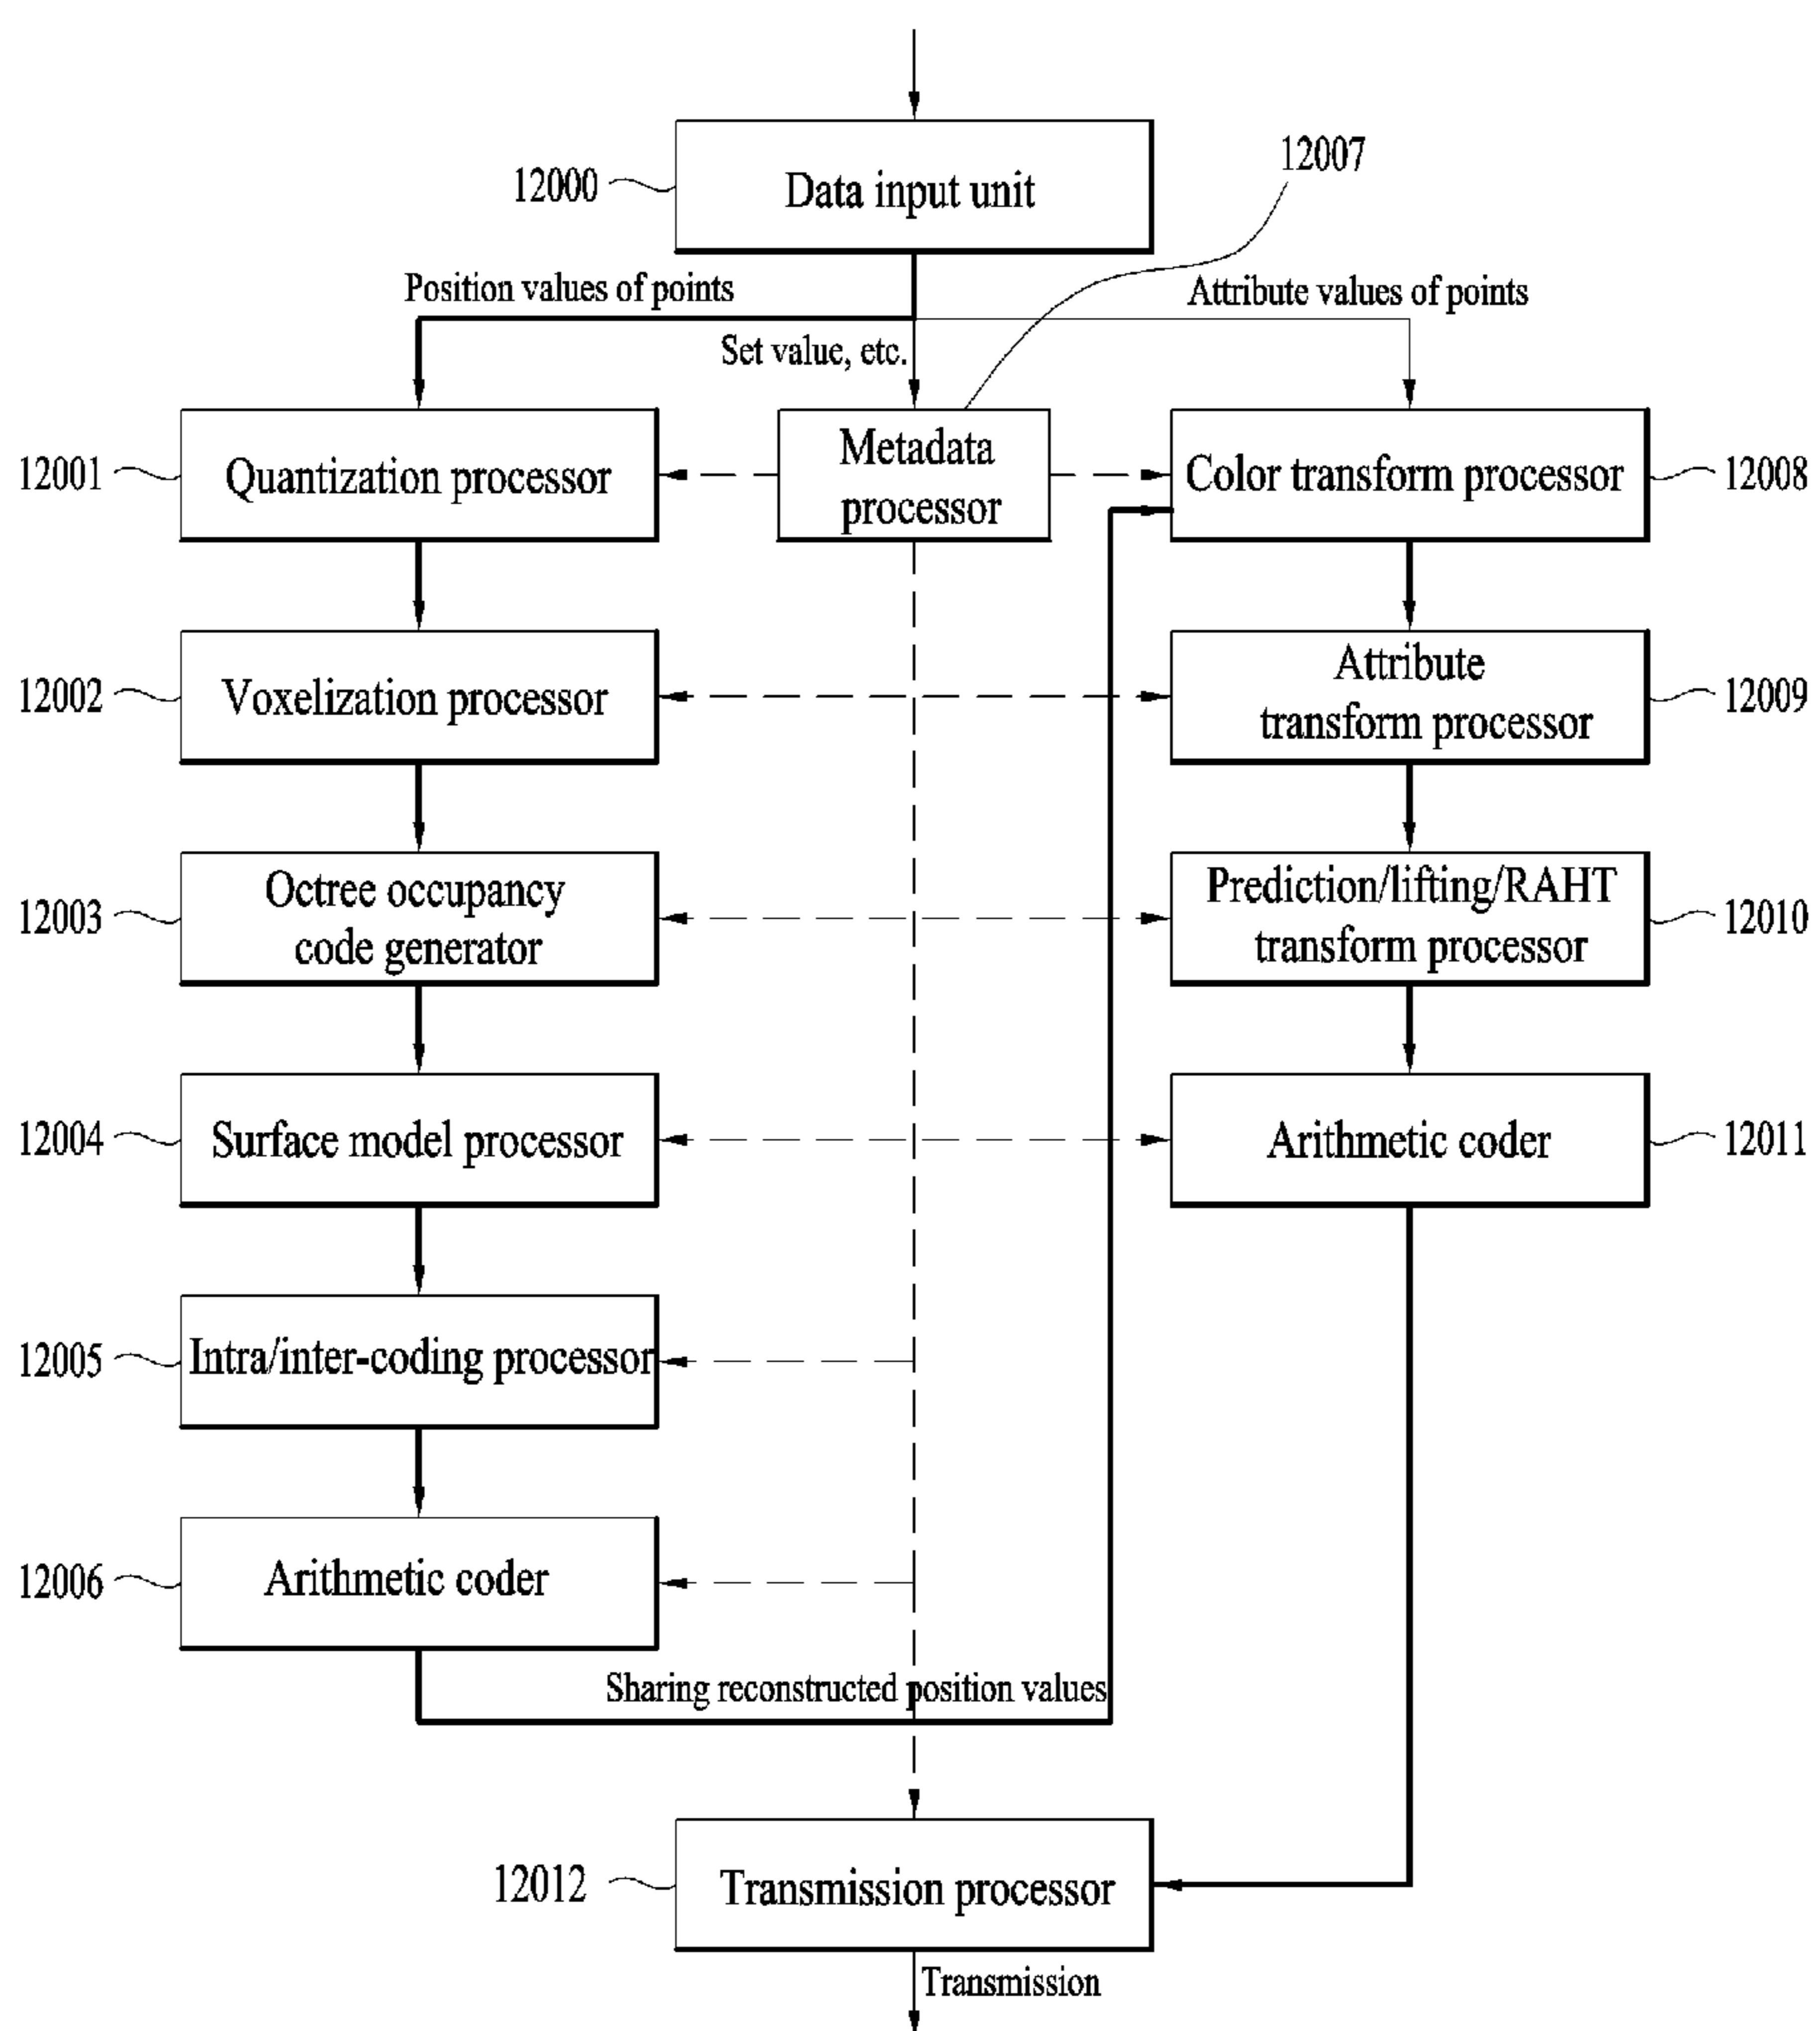 12007
12000
Data input unit
Position values of points
Attribute values of points
Set value, etc.
12001
Quantization processor
Metadata
processor
Color transform processor
12008
12002
Voxelization processor
Attribute
transform processor
12009
12003
Octree occupancy
code generator
Prediction/lifting/RAHT
transform processor
12010
12004
Surface model processor
Arithmetic coder
12011
12005
Intra/inter-coding processor
12006
Arithmetic coder
Sharing reconstructed position values
12012
Transmission processor
Transmission